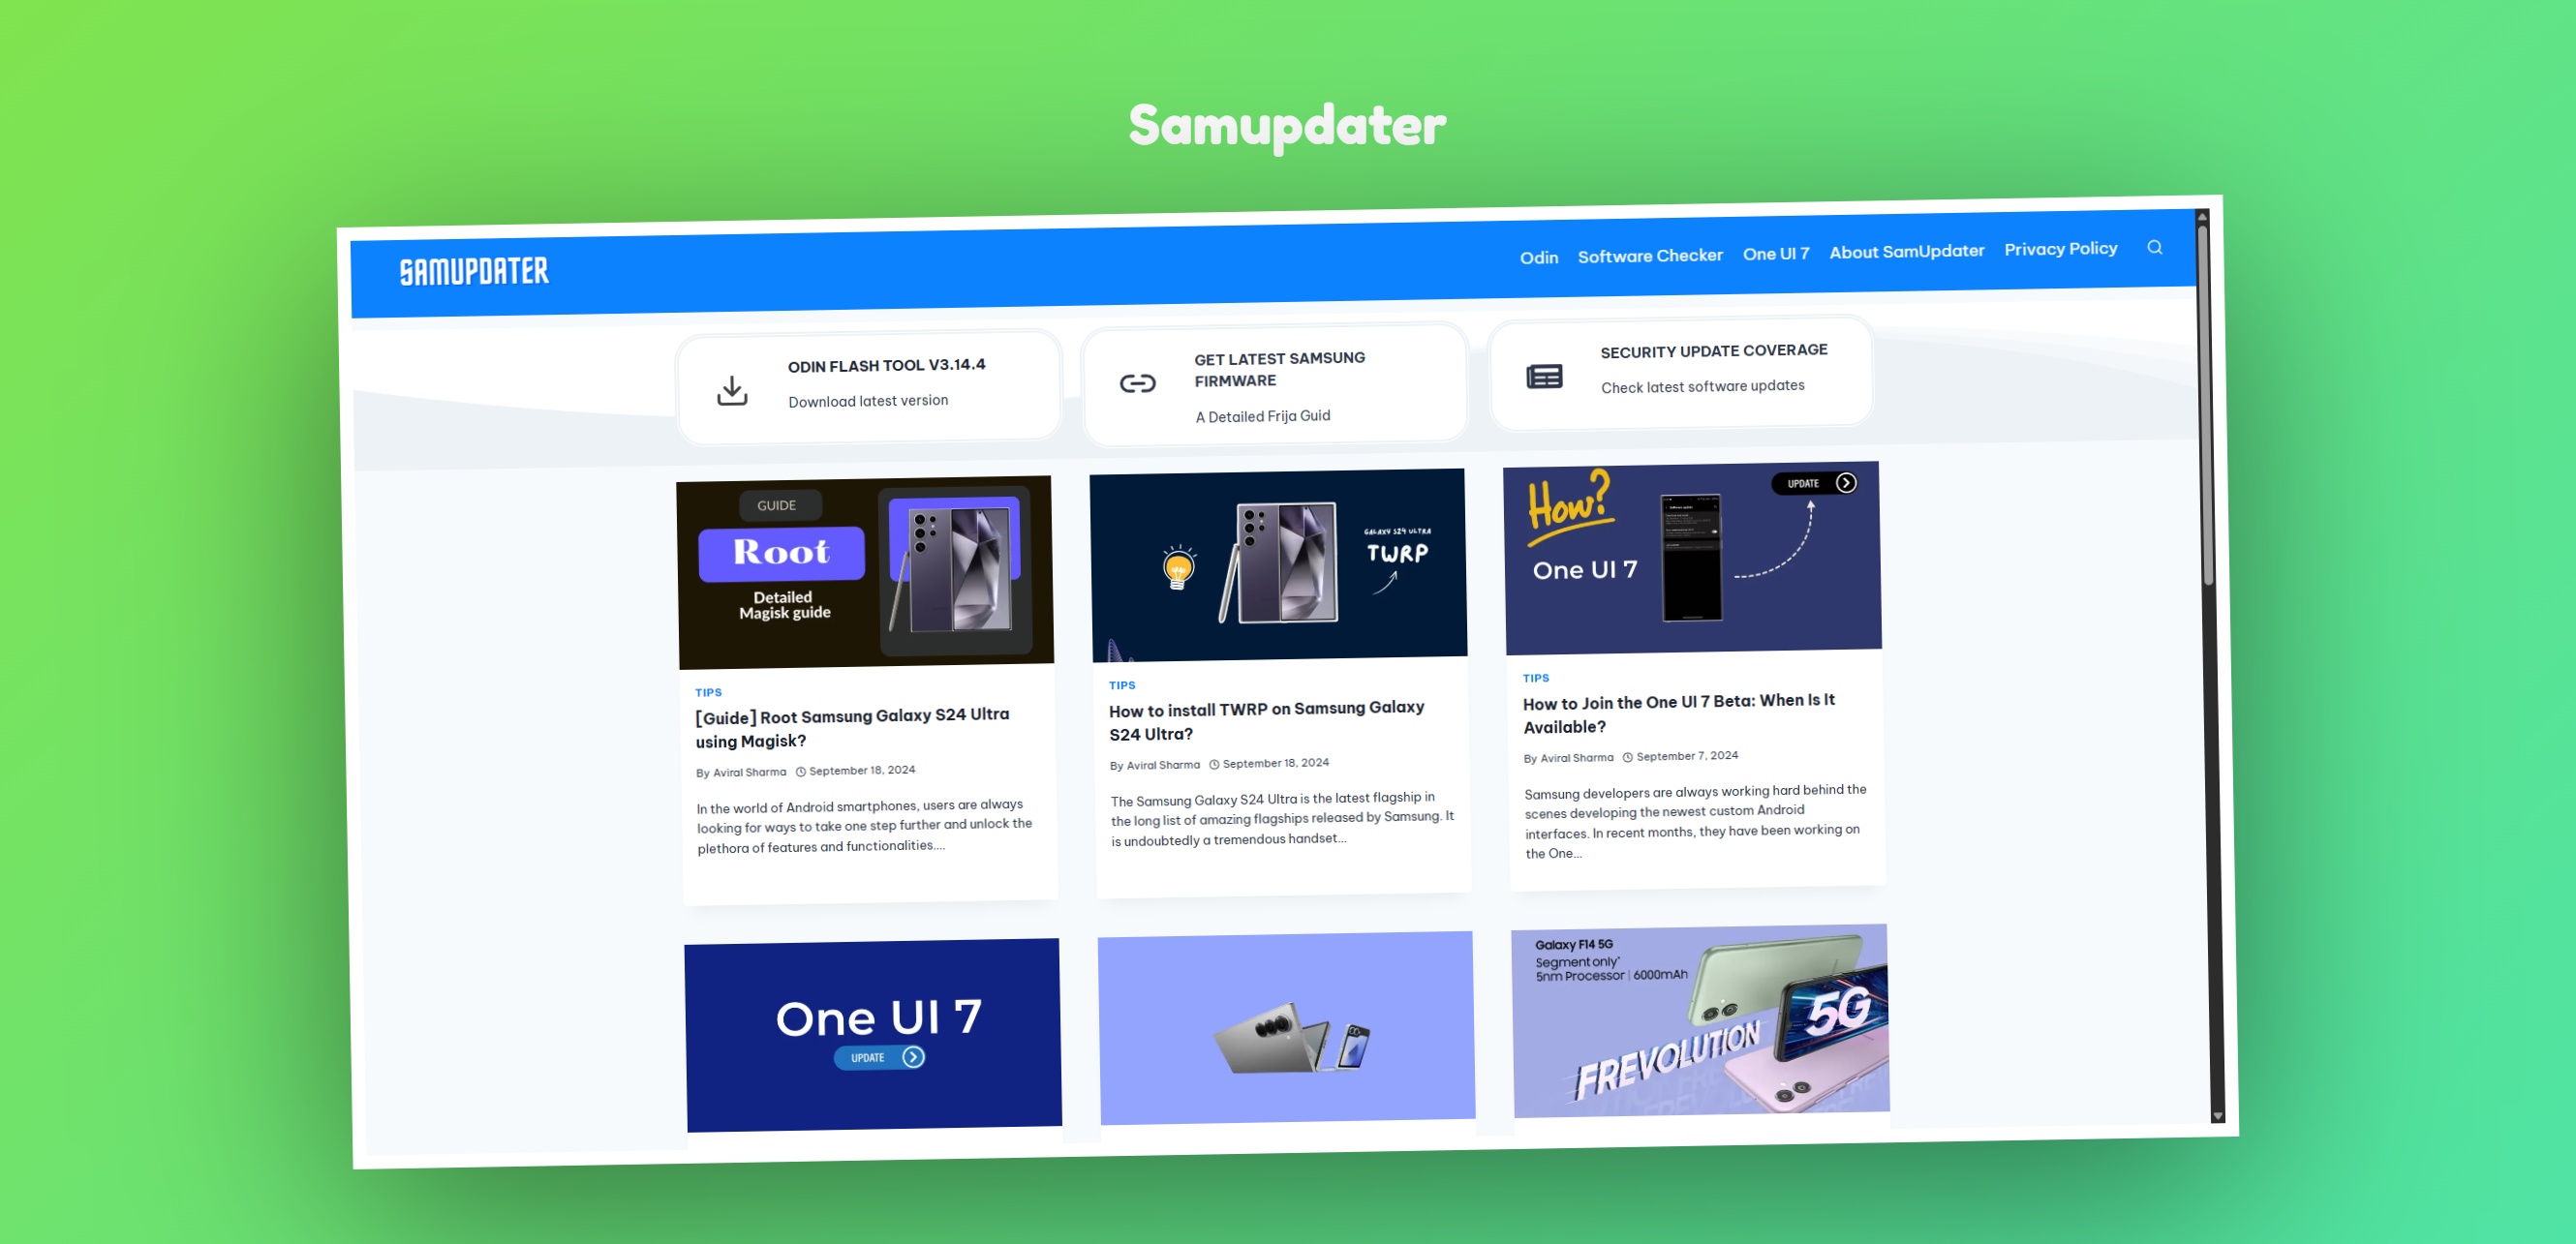 Samupdater
SAMUPDATER
Odin Software Checker One UI 7 About SamUpdater Privacy Policy
ODIN FLASH TOOL V3.14.4
Download latest version
GET LATEST SAMSUNG
FIRMWARE
A Detailed Frija Guid
SECURITY UPDATE COVERAGE
Check latest software updates
GUIDE
Root
Detailed
Magisk guide
TIPS
[Guide] Root Samsung Galaxy S24 Ultra
using Magisk?
By Aviral Sharma September 18, 2024
In the world of Android smartphones, users are always
looking for ways to take one step further and unlock the
plethora of features and functionalities....
GALAXY S24 ULTRA
TWRP
TIPS
How to install TWRP on Samsung Galaxy
S24 Ultra?
By Aviral Sharma September 18, 2024
The Samsung Galaxy S24 Ultra is the latest flagship in
the long list of amazing flagships released by Samsung. It
is undoubtedly a tremendous handset...
How?
UPDATE
One UI 7
TIPS
How to Join the One UI 7 Beta: When Is It
Available?
By Aviral Sharma September 7, 2024
Samsung developers are always working hard behind the
scenes developing the newest custom Android
interfaces. In recent months, they have been working on
the One...
One UI 7
UPDATE
Galaxy F14 5G
Segment only*
5nm Processor | 6000mAh
5G
FREVOLUTION